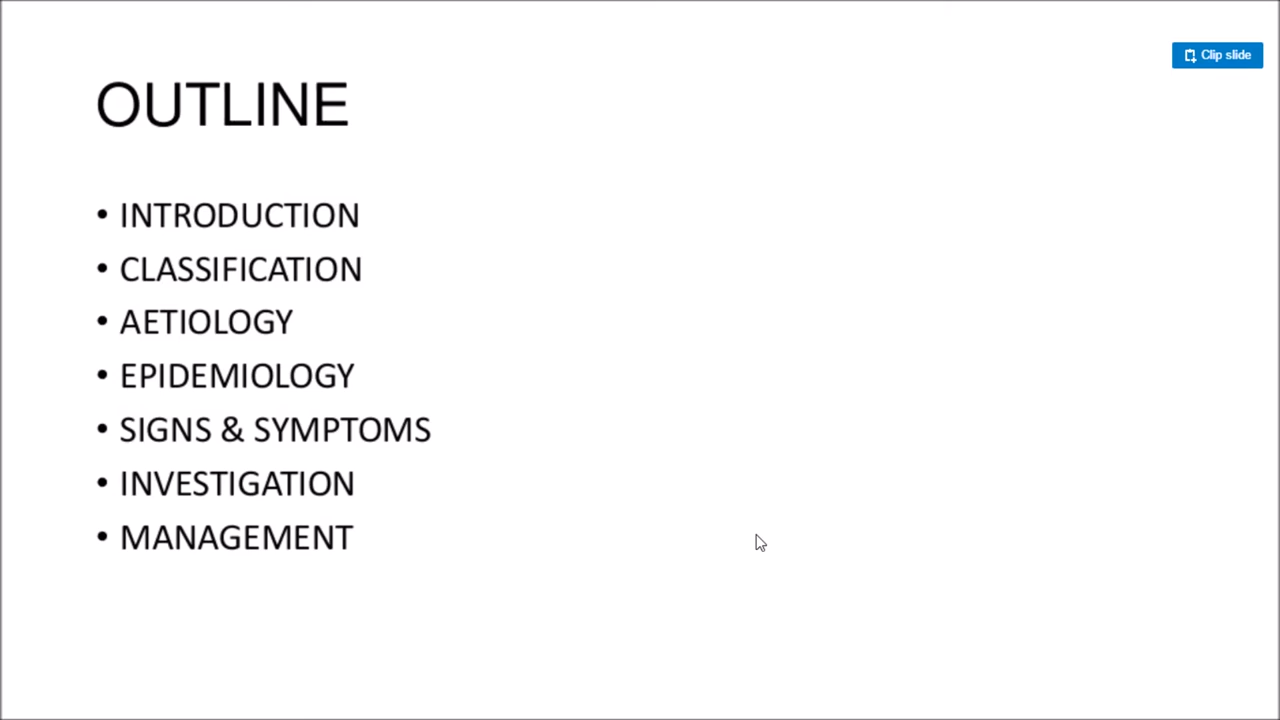 Clip slide
OUTLINE
• INTRODUCTION
• CLASSIFICATION
• AETIOLOGY
• EPIDEMIOLOGY
• SIGNS & SYMPTOMS
• INVESTIGATION
• MANAGEMENT